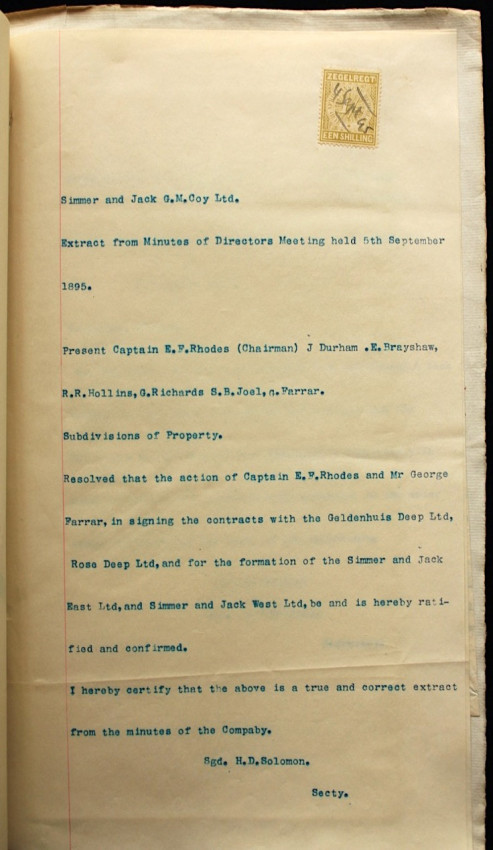 ZEGELREGT
4 Sept 95
EEN SHILLING
Simmer and Jack G.M.Coy Ltd.
Extract from Minutes of Directors Meeting held 5th September
1895.
Present Captain E.F.Rhodes (Chairman) J Durham .E.Brayshaw,
R.R.Hollins,G.Richards S.B.Joel,G.Farrar.
Subdivisions of Property.
Resolved that the action of Captain E.F.Rhodes and Mr George
Farrar,in signing the contracts with the Geldenhuis Deep Ltd,
Rose Deep Ltd,and for the formation of the Simmer and Jack
East Ltd,and Simmer and Jack West Ltd,be and is hereby rati-
fied and confirmed.
I hereby certify that the above is a true and correct extract
from the minutes of the Compaby.
Sgd. H.D.Solomon.
Secty.